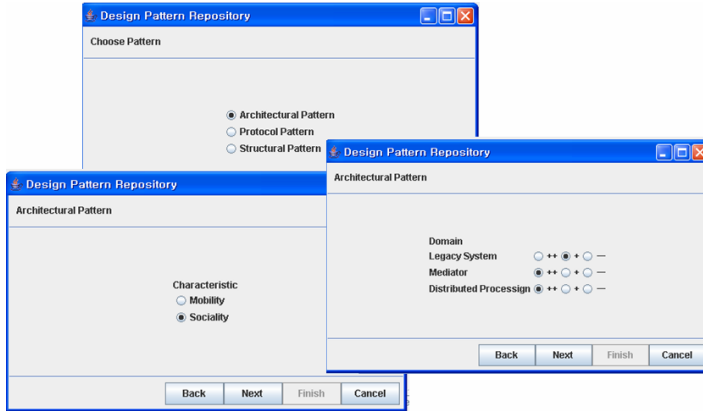 Design Pattern Repository
Choose Pattern
Architectural Pattern
Protocol Pattern
Structural Pattern
Design Pattern Repository
Architectural Pattern
Characteristic
Mobility
Sociality
Back Next Finish Cancel
Design Pattern Repository
Architectural Pattern
Domain
Legacy System ++ + —
Mediator ++ + —
Distributed Processign ++ + —
Back Next Finish Cancel